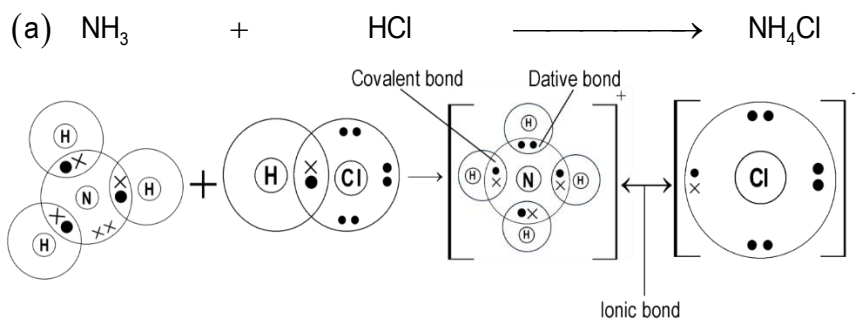 (a) NH₃ + HCl ⟶ NH₄Cl
Covalent bond Dative bond
H
H
N
H
+
H Cl
→
H
H N H
H
+
Cl
-
Ionic bond